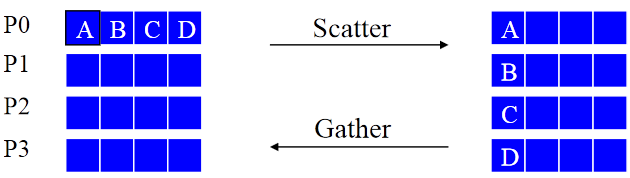 P0 A B C D Scatter A
P1 B
P2 C
Gather
P3 D